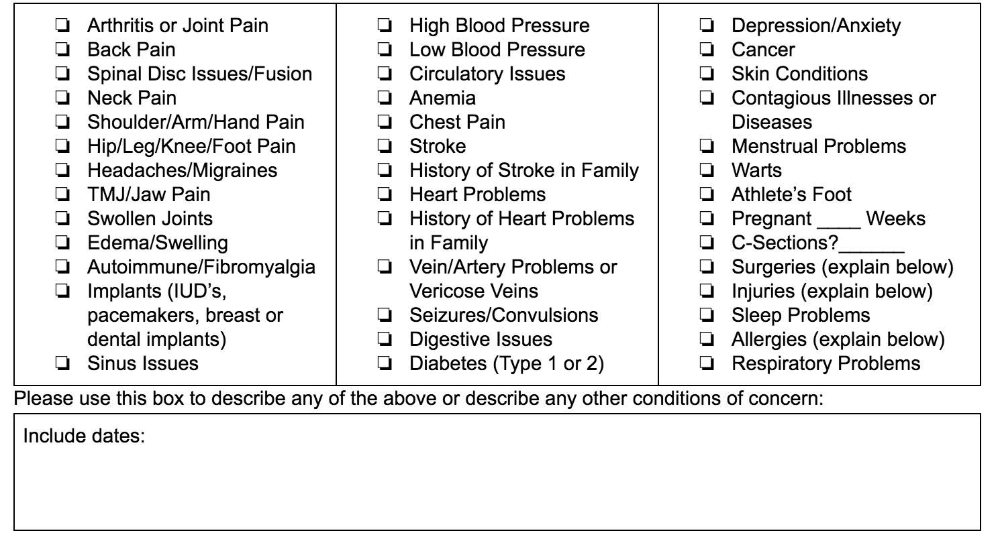 ❏ Arthritis or Joint Pain
❏ Back Pain
❏ Spinal Disc Issues/Fusion
❏ Neck Pain
❏ Shoulder/Arm/Hand Pain
❏ Hip/Leg/Knee/Foot Pain
❏ Headaches/Migraines
❏ TMJ/Jaw Pain
❏ Swollen Joints
❏ Edema/Swelling
❏ Autoimmune/Fibromyalgia
❏ Implants (IUD’s,
pacemakers, breast or
dental implants)
❏ Sinus Issues
❏ High Blood Pressure
❏ Low Blood Pressure
❏ Circulatory Issues
❏ Anemia
❏ Chest Pain
❏ Stroke
❏ History of Stroke in Family
❏ Heart Problems
❏ History of Heart Problems
in Family
❏ Vein/Artery Problems or
Vericose Veins
❏ Seizures/Convulsions
❏ Digestive Issues
❏ Diabetes (Type 1 or 2)
❏ Depression/Anxiety
❏ Cancer
❏ Skin Conditions
❏ Contagious Illnesses or
Diseases
❏ Menstrual Problems
❏ Warts
❏ Athlete’s Foot
❏ Pregnant ____ Weeks
❏ C-Sections?______
❏ Surgeries (explain below)
❏ Injuries (explain below)
❏ Sleep Problems
❏ Allergies (explain below)
❏ Respiratory Problems
Please use this box to describe any of the above or describe any other conditions of concern:
Include dates: